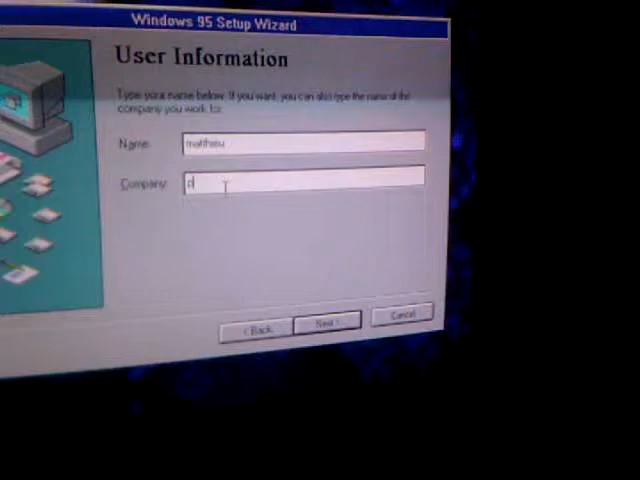 Windows 95 Setup Wizard
User Information
Type your name below. If you want, you can also type the name of the
company you work for.
Name:
matthieu
Company:
< Back
Next >
Cancel